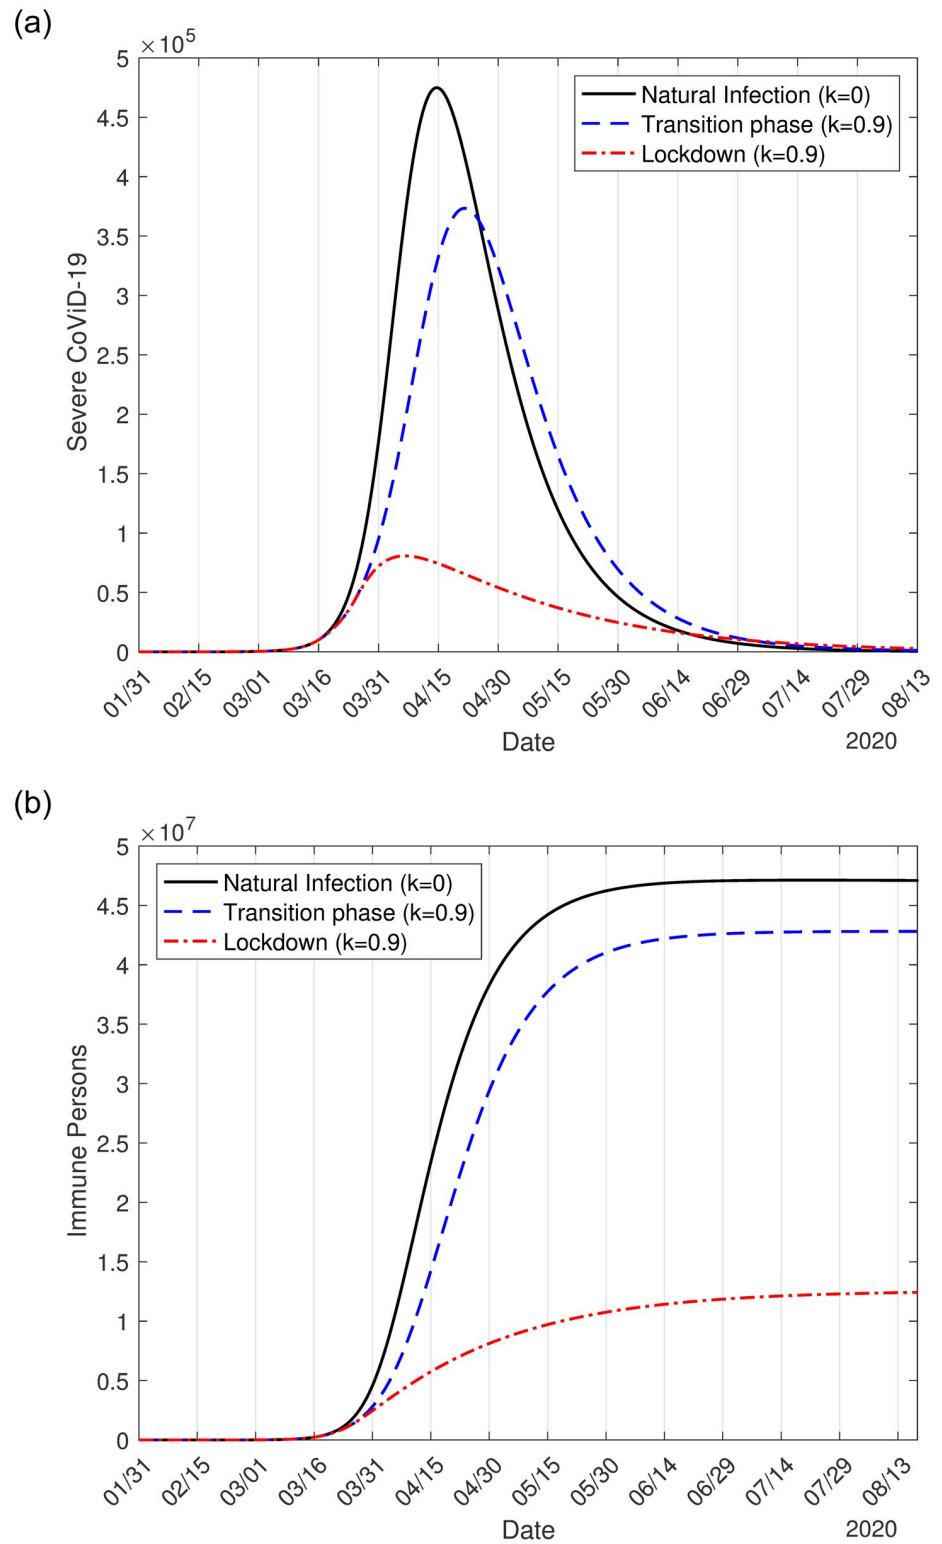 (a)
×10^5
5
4.5
4
3.5
3
2.5
2
1.5
1
0.5
0
Severe CoViD-19
Natural Infection (k=0)
Transition phase (k=0.9)
Lockdown (k=0.9)
01/31 02/15 03/01 03/16 03/31 04/15 04/30 05/15 05/30 06/14 06/29 07/14 07/29 08/13
Date 2020
(b)
×10^7
5
4.5
4
3.5
3
2.5
2
1.5
1
0.5
0
Immune Persons
Natural Infection (k=0)
Transition phase (k=0.9)
Lockdown (k=0.9)
01/31 02/15 03/01 03/16 03/31 04/15 04/30 05/15 05/30 06/14 06/29 07/14 07/29 08/13
Date 2020